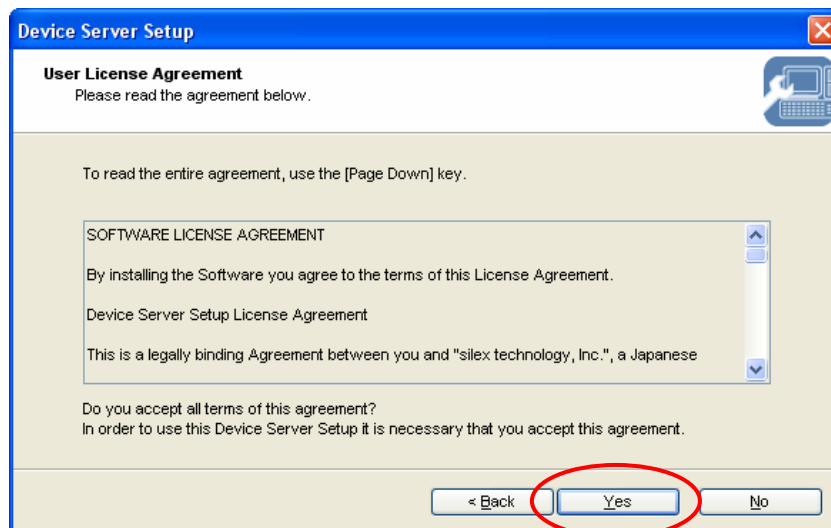 Device Server Setup
User License Agreement
Please read the agreement below.
To read the entire agreement, use the [Page Down] key.
SOFTWARE LICENSE AGREEMENT
By installing the Software you agree to the terms of this License Agreement.
Device Server Setup License Agreement
This is a legally binding Agreement between you and "silex technology, Inc.", a Japanese
Do you accept all terms of this agreement?
In order to use this Device Server Setup it is necessary that you accept this agreement.
< Back Yes No